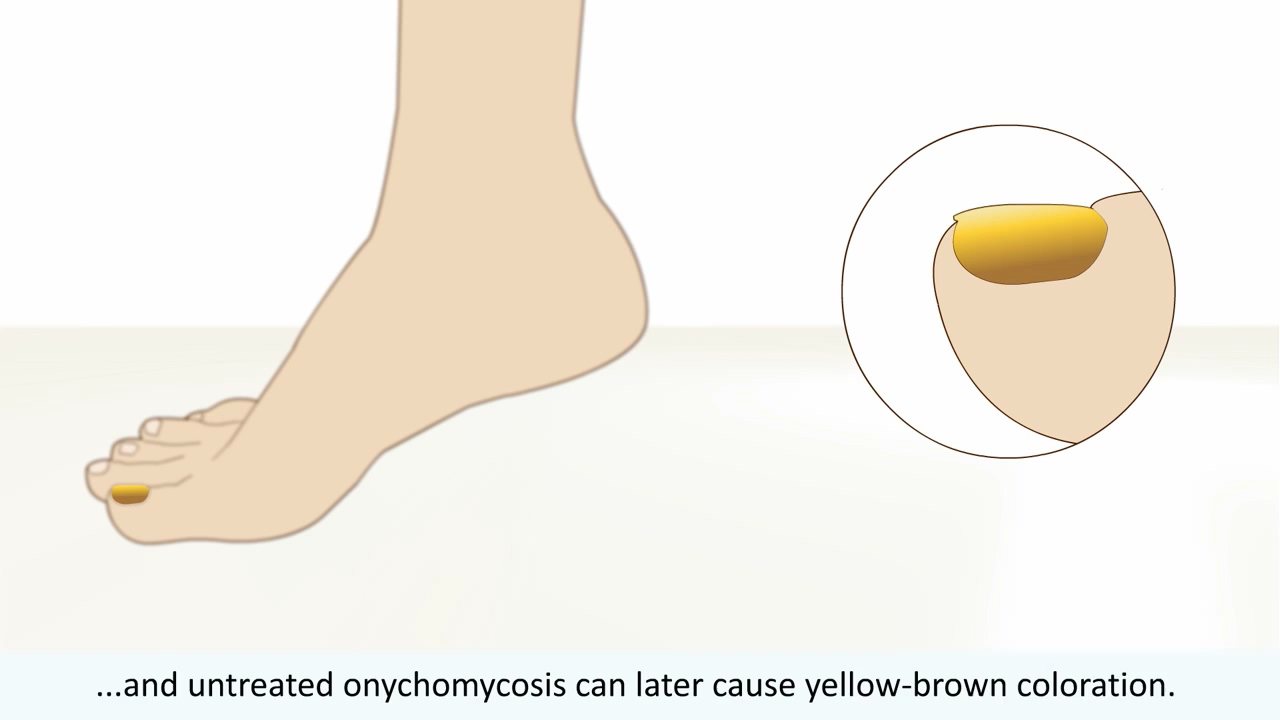 ...and untreated onychomycosis can later cause yellow-brown coloration.